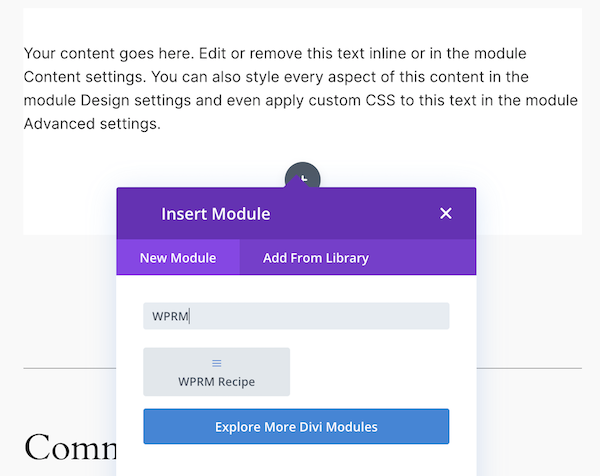 Your content goes here. Edit or remove this text inline or in the module
Content settings. You can also style every aspect of this content in the
module Design settings and even apply custom CSS to this text in the module
Advanced settings.
Insert Module
New Module
Add From Library
WPRM
WPRM Recipe
Explore More Divi Modules
Comm